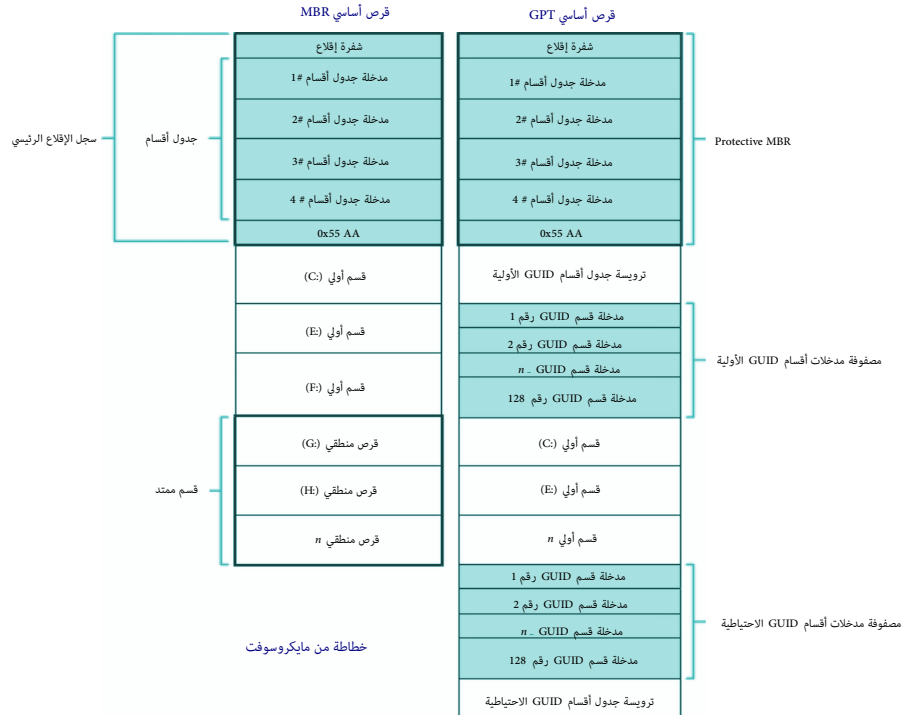 قرص أساسي MBR
شفرة إقلاع
مدخلة جدول أقسام #1
مدخلة جدول أقسام #2
مدخلة جدول أقسام #3
مدخلة جدول أقسام # 4
0x55 AA
جدول أقسام
سجل الإقلاع الرئيسي
قسم أولي (C:)
قسم أولي (E:)
قسم أولي (F:)
قرص منطقي (G:)
قرص منطقي (H:)
قرص منطقي n
قسم ممتد
قرص أساسي GPT
شفرة إقلاع
مدخلة جدول أقسام #1
مدخلة جدول أقسام #2
مدخلة جدول أقسام #3
مدخلة جدول أقسام # 4
0x55 AA
Protective MBR
ترويسة جدول أقسام GUID الأولية
مدخلة قسم GUID رقم 1
مدخلة قسم GUID رقم 2
مدخلة قسم GUID - n
مدخلة قسم GUID رقم 128
مصفوفة مدخلات أقسام GUID الأولية
قسم أولي (C:)
قسم أولي (E:)
قسم أولي n
مدخلة قسم GUID رقم 1
مدخلة قسم GUID رقم 2
مدخلة قسم GUID - n
مدخلة قسم GUID رقم 128
مصفوفة مدخلات أقسام GUID الاحتياطية
ترويسة جدول أقسام GUID الاحتياطية
خطاطة من مايكروسوفت